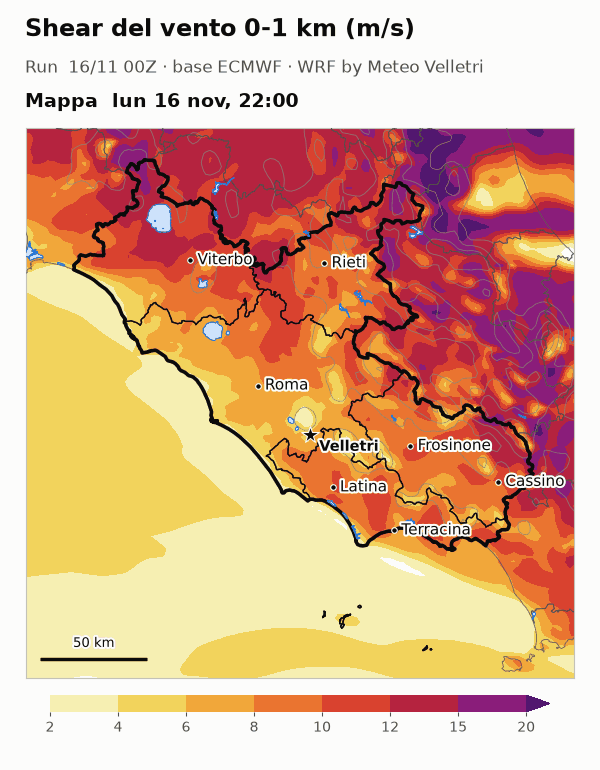 Shear del vento 0-1 km (m/s)
Run  16/11 00Z · base ECMWF · WRF by Meteo Velletri
Mappa  lun 16 nov, 22:00
Viterbo
Rieti
Roma
Velletri
Frosinone
Cassino
Latina
Terracina
50 km
2 4 6 8 10 12 15 20